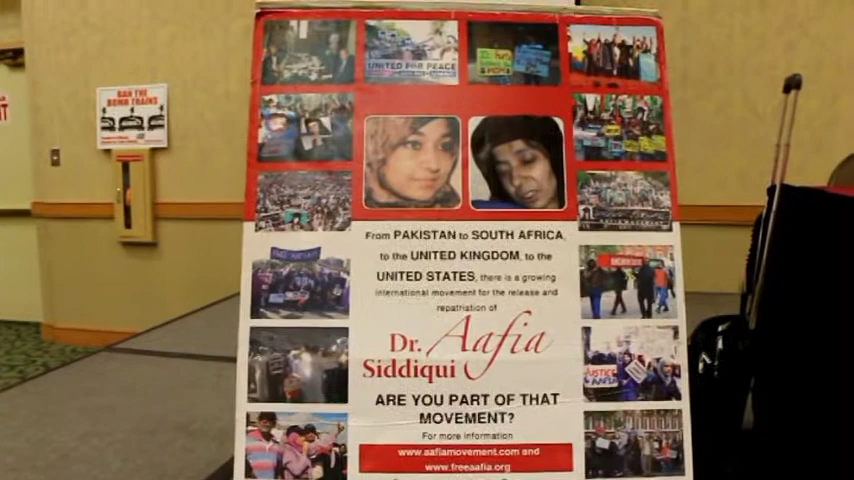 BAN THE
BOMB TRAINS
UNITED FOR PEACE
From PAKISTAN to SOUTH AFRICA,
to the UNITED KINGDOM, to the
UNITED STATES, there is a growing
international movement for the release and
repatriation of
Dr. Aafia
Siddiqui
JUSTICE
AAFIA
ARE YOU PART OF THAT
MOVEMENT?
For more information
www.aafiamovement.com and
www.freeaafia.org